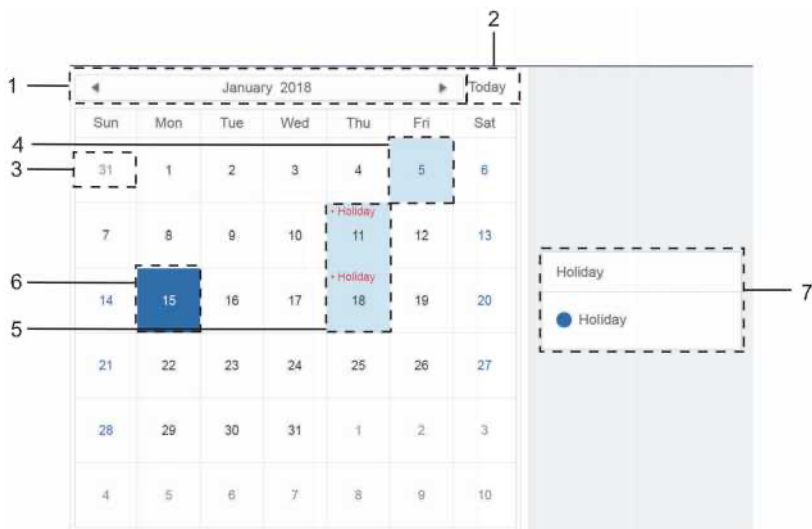 2
1
January 2018
Today
Sun Mon Tue Wed Thu Fri Sat
4
3
31 1 2 3 4 5 6
• Holiday
7 8 9 10 11 12 13
6
• Holiday
14 15 16 17 18 19 20
5
Holiday
Holiday
7
21 22 23 24 25 26 27
28 29 30 31 1 2 3
4 5 6 7 8 9 10